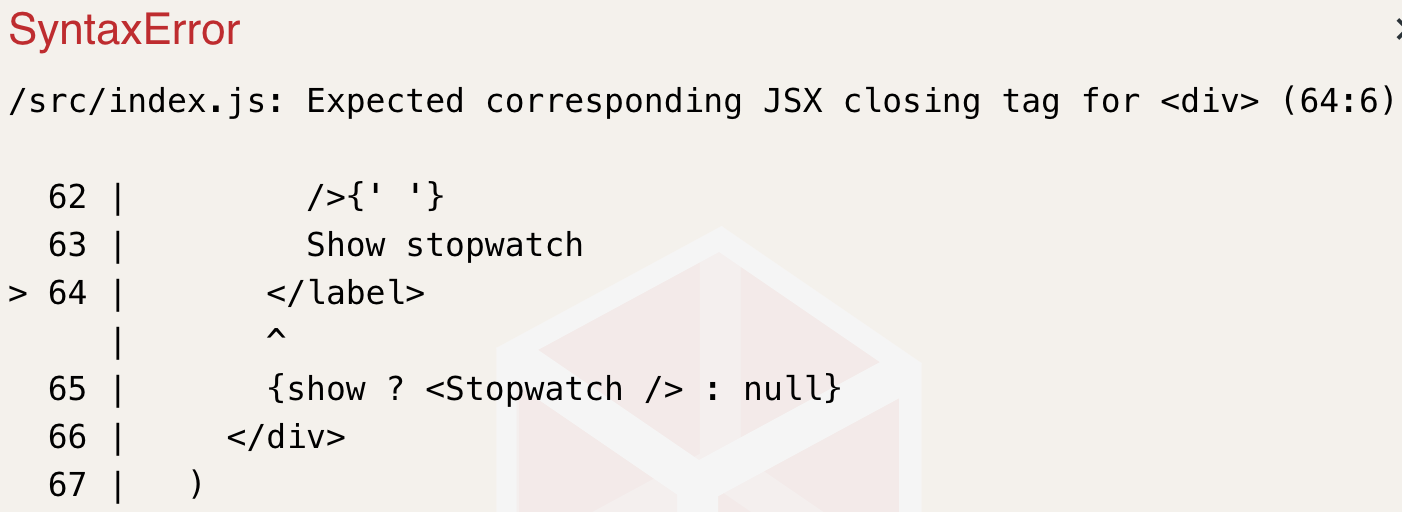 SyntaxError
/src/index.js: Expected corresponding JSX closing tag for <div> (64:6)
  62 |         />{' '}
  63 |         Show stopwatch
> 64 |       </label>
     |       ^
  65 |       {show ? <Stopwatch /> : null}
  66 |     </div>
  67 |   )